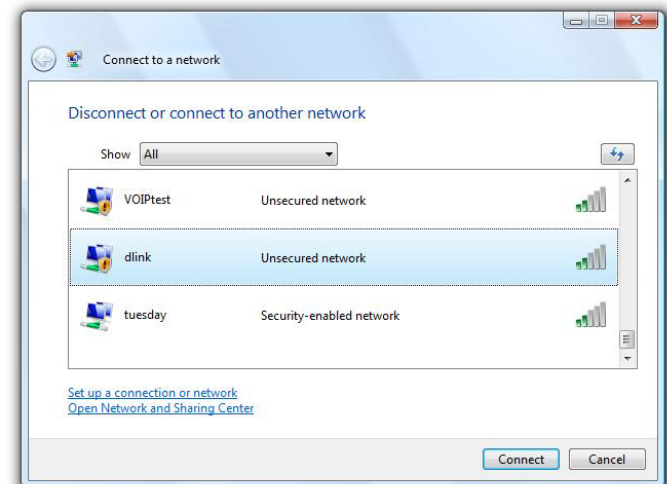 Connect to a network
Disconnect or connect to another network
Show All
VOIPtest Unsecured network
dlink Unsecured network
tuesday Security-enabled network
Set up a connection or network
Open Network and Sharing Center
Connect Cancel